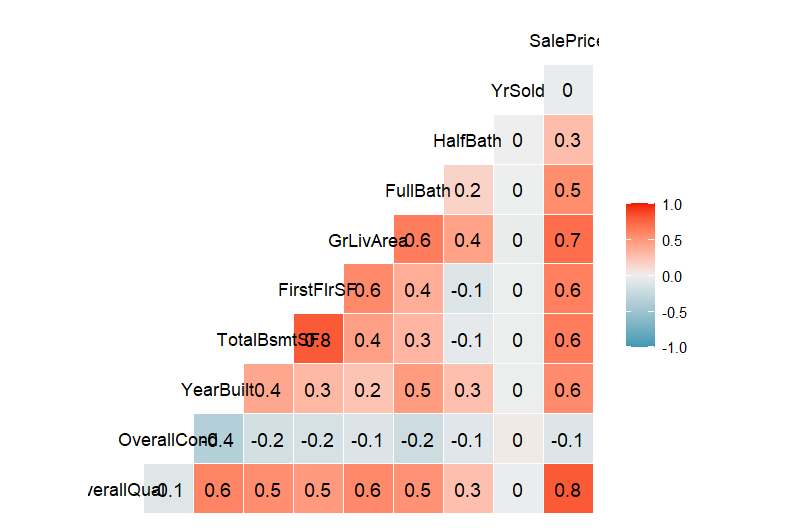 SalePrice
YrSold 0
HalfBath 0 0.3
FullBath 0.2 0 0.5
GrLivArea 0.6 0.4 0 0.7
FirstFlrSF 0.6 0.4 -0.1 0 0.6
TotalBsmtSF 0.8 0.4 0.3 -0.1 0 0.6
YearBuilt 0.4 0.3 0.2 0.5 0.3 0 0.6
OverallCond -0.4 -0.2 -0.2 -0.1 -0.2 -0.1 0 -0.1
verallQual -0.1 0.6 0.5 0.5 0.6 0.5 0.3 0 0.8
1.0
0.5
0.0
-0.5
-1.0